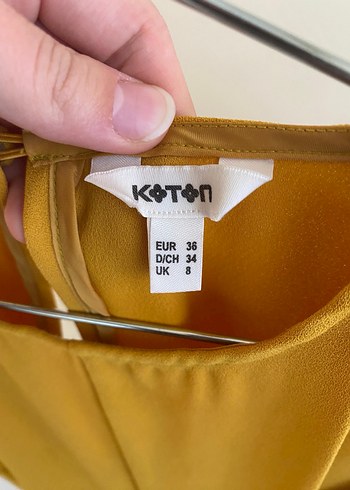 KOTON
EUR 36
D/CH 34
UK 8